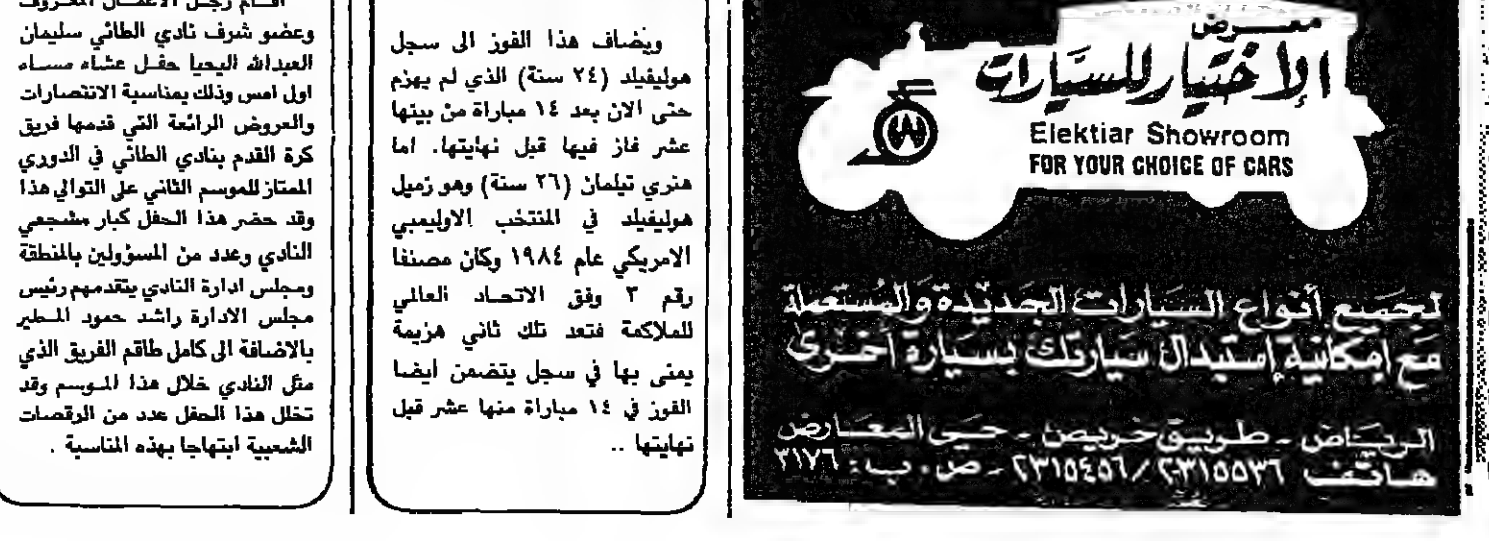 معرض
الإختيار للسيارات
Elektiar Showroom
FOR YOUR CHOICE OF CARS
لجميع أنواع السيارات الجديدة والمستعملة
مع إمكانية إستبدال سيارتك بسيارة أخرى
الرياض - طريق خريص - حي المعارض
هاتف ٢٣١٥٥٣٦ / ٢٣١٥٤٥٦ - ص . ب : ٣١٧٦
ويضاف هذا الفوز الى سجل
هوليفيلد (٢٤ سنة) الذي لم يهزم
حتى الان بعد ١٤ مباراة من بينها
عشر فاز فيها قبل نهايتها. اما
هنري تيلمان (٢٦ سنة) وهو زميل
هوليفيلد في المنتخب الاوليمبي
الامريكي عام ١٩٨٤ وكان مصنفا
رقم ٣ وفق الاتحاد العالمي
للملاكمة فتعد تلك ثاني هزيمة
يمنى بها في سجل يتضمن ايضا
الفوز في ١٤ مباراة منها عشر قبل
نهايتها ..
اقام رجل الاعمال المعروف
وعضو شرف نادي الطائي سليمان
العبدالله اليحيا حفل عشاء مساء
اول امس وذلك بمناسبة الانتصارات
والعروض الرائعة التي قدمها فريق
كرة القدم بنادي الطائي في الدوري
الممتاز للموسم الثاني على التوالي هذا
وقد حضر هذا الحفل كبار مشجعي
النادي وعدد من المسؤولين بالمنطقة
ومجلس ادارة النادي يتقدمهم رئيس
مجلس الادارة راشد حمود المطير
بالاضافة الى كامل طاقم الفريق الذي
مثل النادي خلال هذا الموسم وقد
تخلل هذا الحفل عدد من الرقصات
الشعبية ابتهاجا بهذه المناسبة .